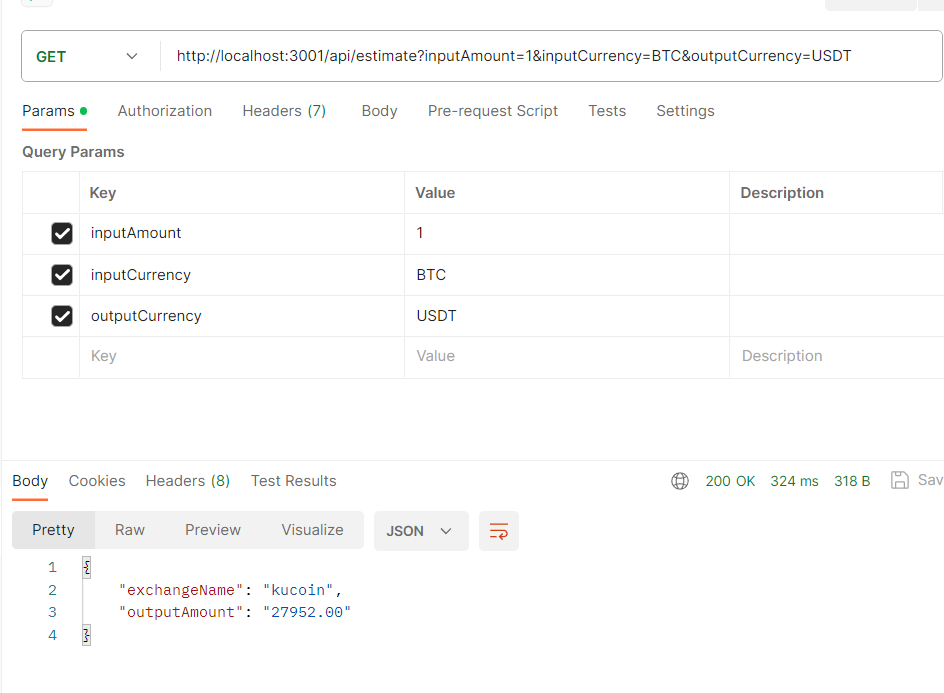 GET http://localhost:3001/api/estimate?inputAmount=1&inputCurrency=BTC&outputCurrency=USDT
Params Authorization Headers (7) Body Pre-request Script Tests Settings
Query Params
Key Value Description
inputAmount 1
inputCurrency BTC
outputCurrency USDT
Key Value Description
Body Cookies Headers (8) Test Results 200 OK 324 ms 318 B Sav
Pretty Raw Preview Visualize JSON
1 {
2 "exchangeName": "kucoin",
3 "outputAmount": "27952.00"
4 }